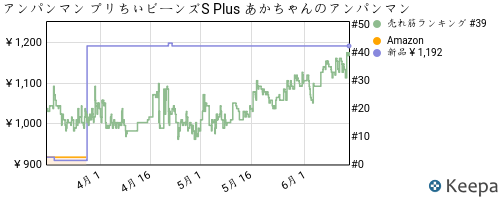 アンパンマン プリちぃビーンズS Plus あかちゃんのアンパンマン
#50
売れ筋ランキング #39
Amazon
新品 ¥ 1,192
¥ 1,200
#40
¥ 1,100
#30
#20
¥ 1,000
#10
¥ 900
#0
4月 1
4月 16
5月 1
5月 16
6月 1
Keepa